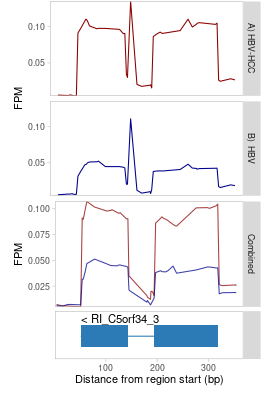 0.10
0.05
FPM
A) HBV-HCC
0.10
0.05
B) HBV
0.100
0.075
0.050
0.025
FPM
Combined
< RI_C5orf34_3
100
200
300
Distance from region start (bp)